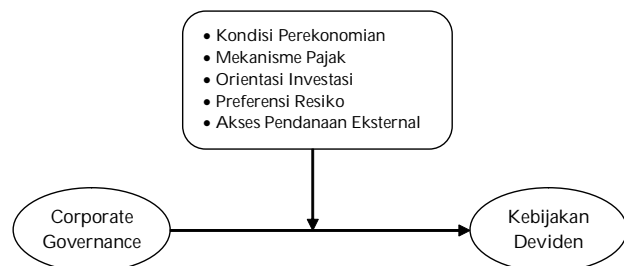 • Kondisi Perekonomian
• Mekanisme Pajak
• Orientasi Investasi
• Preferensi Resiko
• Akses Pendanaan Eksternal
Corporate
Governance
Kebijakan
Deviden